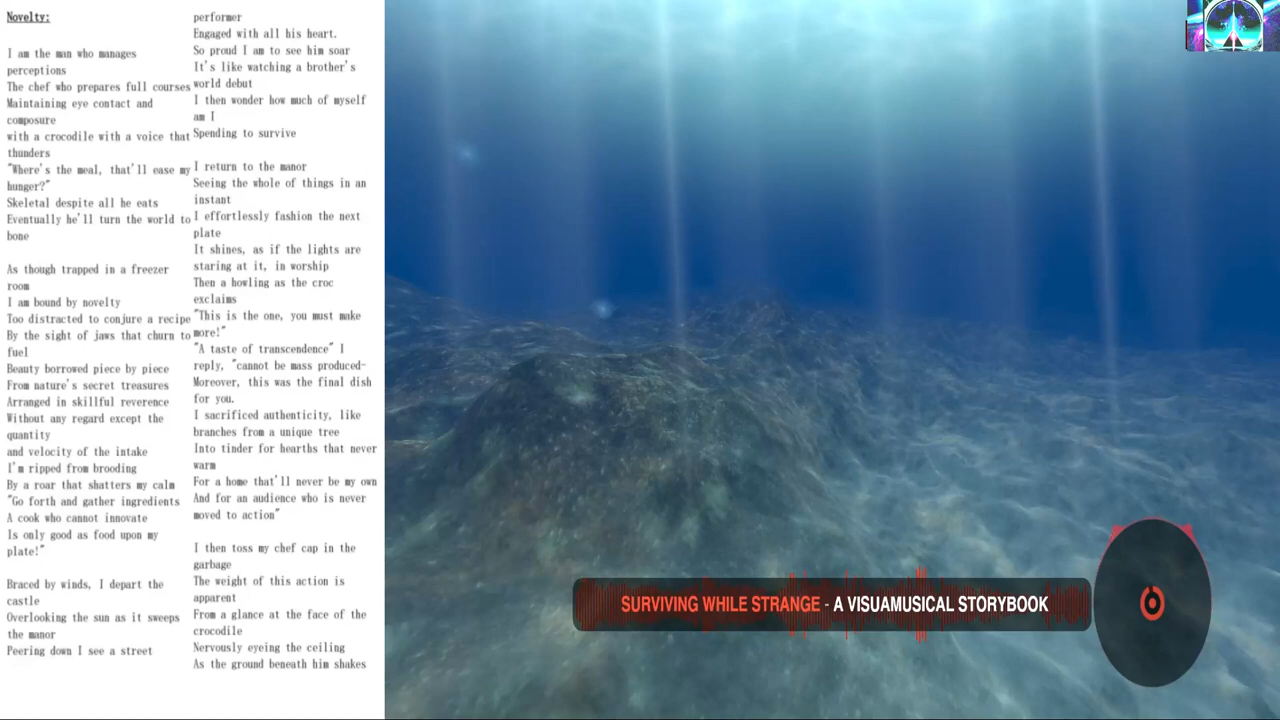 Novelty:
I am the man who manages
perceptions
The chef who prepares full courses
Maintaining eye contact and
composure
with a crocodile with a voice that
thunders
"Where's the meal, that'll ease my
hunger?"
Skeletal despite all he eats
Eventually he'll turn the world to
bone
As though trapped in a freezer
room
I am bound by novelty
Too distracted to conjure a recipe
By the sight of jaws that churn to
fuel
Beauty borrowed piece by piece
From nature's secret treasures
Arranged in skillful reverence
Without any regard except the
quantity
and velocity of the intake
I'm ripped from brooding
By a roar that shatters my calm
"Go forth and gather ingredients
A cook who cannot innovate
Is only good as food upon my
plate!"
Braced by winds, I depart the
castle
Overlooking the sun as it sweeps
the manor
Peering down I see a street
performer
Engaged with all his heart.
So proud I am to see him soar
It's like watching a brother's
world debut
I then wonder how much of myself
am I
Spending to survive
I return to the manor
Seeing the whole of things in an
instant
I effortlessly fashion the next
plate
It shines, as if the lights are
staring at it, in worship
Then a howling as the croc
exclaims
"This is the one, you must make
more!"
"A taste of transcendence" I
reply, "cannot be mass produced-
Moreover, this was the final dish
for you.
I sacrificed authenticity, like
branches from a unique tree
Into tinder for hearths that never
warm
For a home that'll never be my own
And for an audience who is never
moved to action"
I then toss my chef cap in the
garbage
The weight of this action is
apparent
From a glance at the face of the
crocodile
Nervously eyeing the ceiling
As the ground beneath him shakes
SURVIVING WHILE STRANGE - A VISUAMUSICAL STORYBOOK